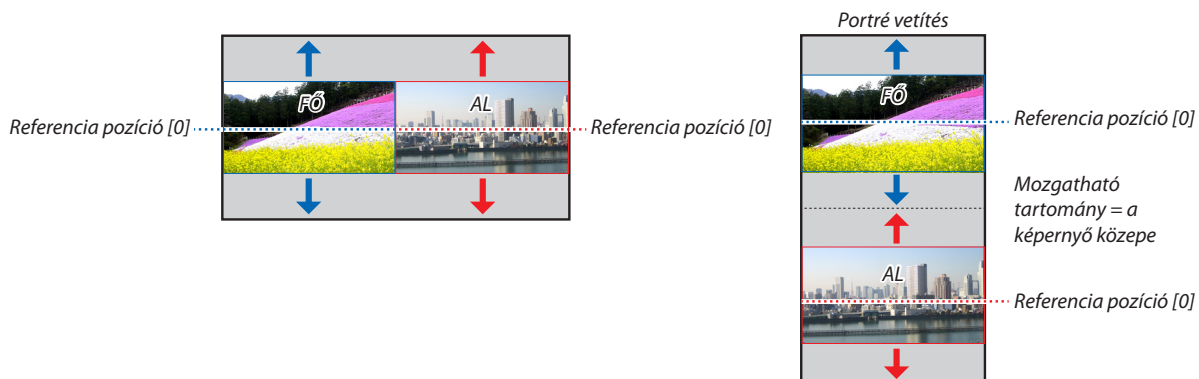 Portré vetítés
FŐ
AL
Referencia pozíció [0]
Referencia pozíció [0]
FŐ
Referencia pozíció [0]
Mozgatható
tartomány = a
képernyő közepe
AL
Referencia pozíció [0]